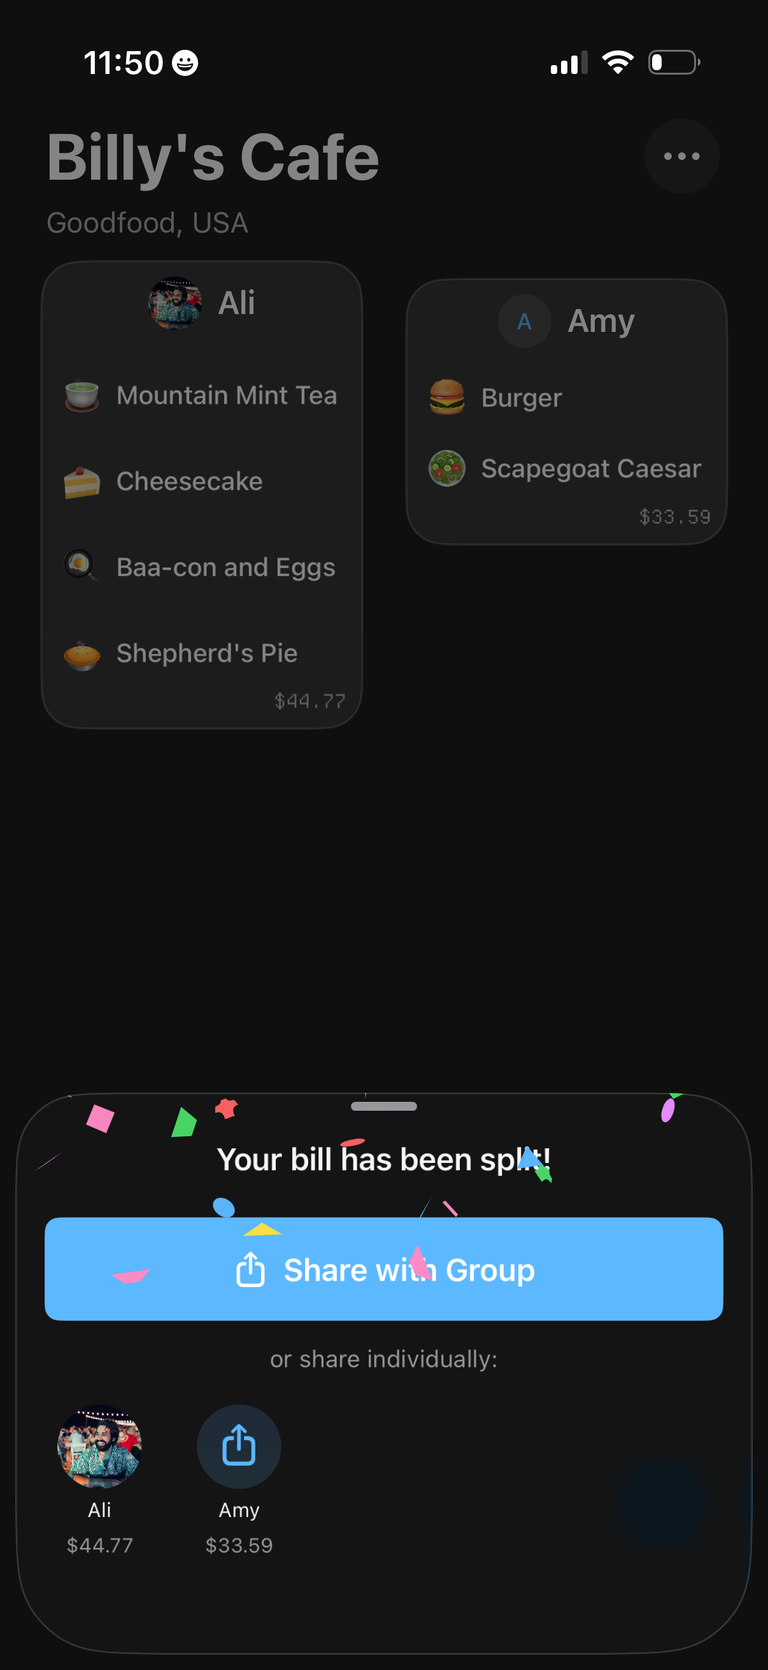 11:50
Billy's Cafe
Goodfood, USA
Ali
Mountain Mint Tea
Cheesecake
Baa-con and Eggs
Shepherd's Pie
$44.77
A
Amy
Burger
Scapegoat Caesar
$33.59
Your bill has been split!
Share with Group
or share individually:
Ali
$44.77
Amy
$33.59